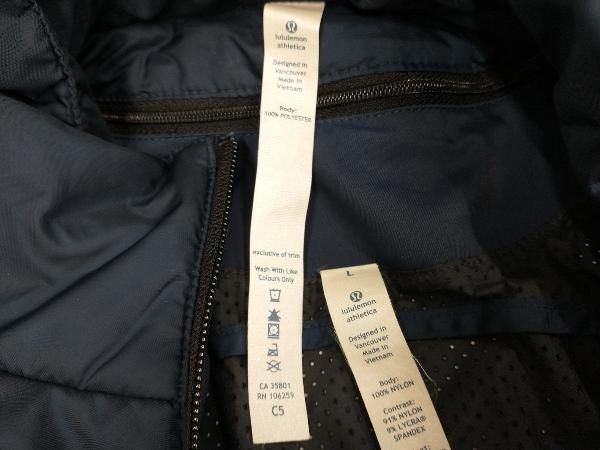 lululemon
athletica
Designed in
Vancouver
Made in
Vietnam
Body:
100% POLYESTER
exclusive of trim
Wash With Like
Colours Only
CA 35801
RN 106259
C5
L
lululemon
athletica
Designed in
Vancouver
Made in
Vietnam
Body:
100% NYLON
Contrast:
91% NYLON
9% LYCRA®
SPANDEX